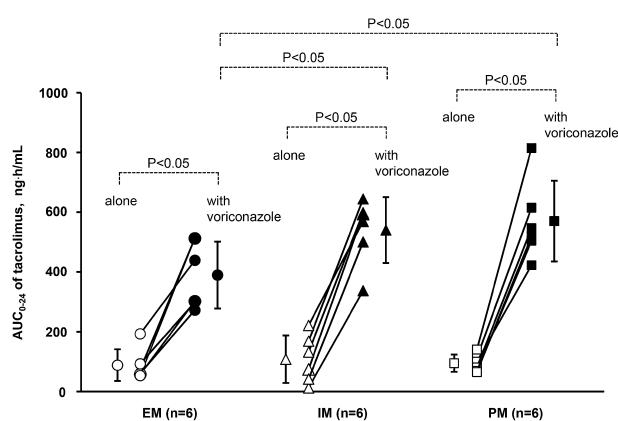 P<0.05
P<0.05
P<0.05
P<0.05
P<0.05
alone
with
voriconazole
alone
with
voriconazole
alone
with
voriconazole
1000
800
600
400
200
0
AUC0-24 of tacrolimus, ng·h/mL
EM (n=6)
IM (n=6)
PM (n=6)